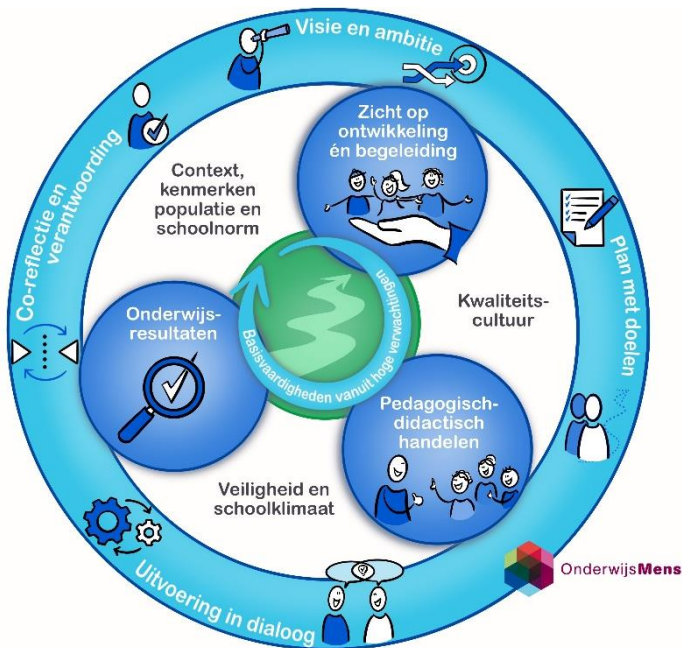 Visie en ambitie
Zicht op
ontwikkeling
én begeleiding
Context,
kenmerken
populatie en
schoolnorm
Co-reflectie en
verantwoording
Plan met doelen
Kwaliteits-
cultuur
Onderwijs-
resultaten
Basisvaardigheden vanuit hoge verwachtingen
Pedagogisch-
didactisch
handelen
Veiligheid en
schoolklimaat
Uitvoering in dialoog
OnderwijsMens